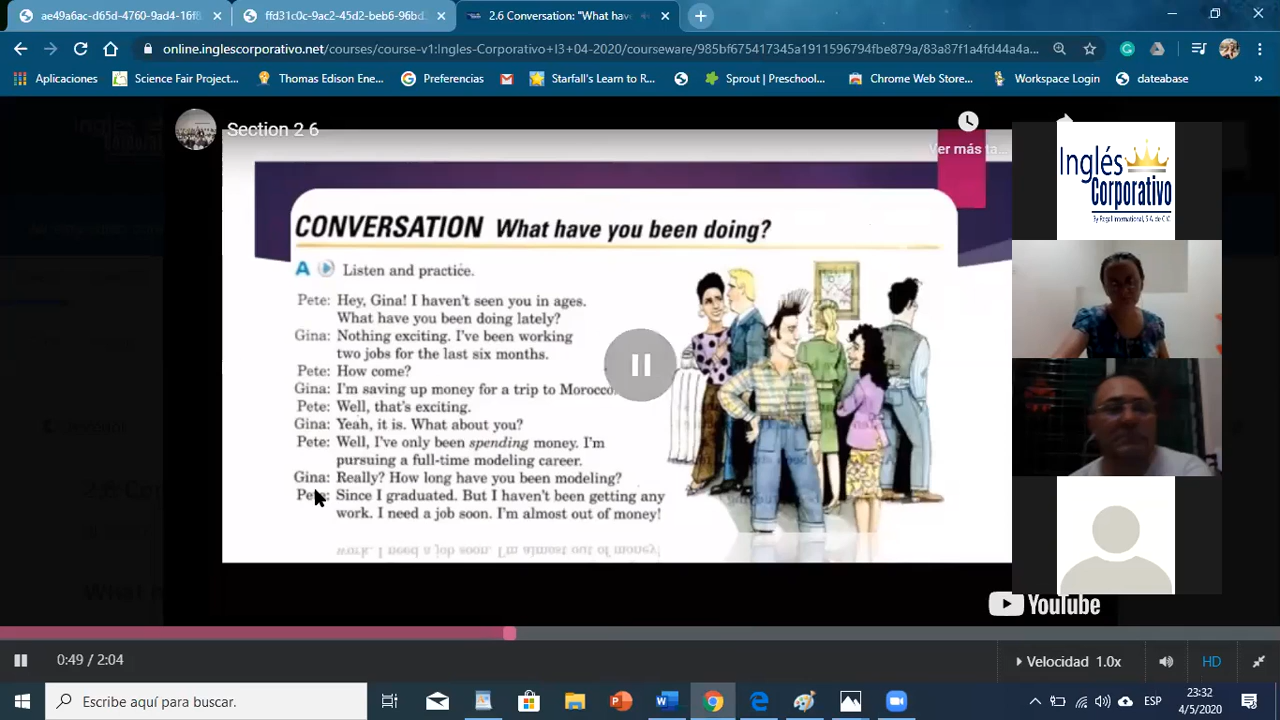 ae49a6ac-d65d-4760-9ad4-16f8
ffd31c0c-9ac2-45d2-beb6-96bd
2.6 Conversation: "What have
online.inglescorporativo.net/courses/course-v1:Ingles-Corporativo+I3+04-2020/courseware/985bf675417345a1911596794fbe879a/83a87f1a4fd44a4a...
Aplicaciones
Science Fair Project...
Thomas Edison Ene...
Preferencias
Starfall's Learn to R...
Sprout | Preschool...
Chrome Web Store...
Workspace Login
dateabase
Section 2 6
Ver más ta...
Inglés
Corporativo
CONVERSATION What have you been doing?
A Listen and practice.
Pete: Hey, Gina! I haven't seen you in ages.
What have you been doing lately?
Gina: Nothing exciting. I've been working
two jobs for the last six months.
Pete: How come?
Gina: I'm saving up money for a trip to Morocco.
Pete: Well, that's exciting.
Gina: Yeah, it is. What about you?
Pete: Well, I've only been spending money. I'm
pursuing a full-time modeling career.
Gina: Really? How long have you been modeling?
Pete: Since I graduated. But I haven't been getting any
work. I need a job soon. I'm almost out of money!
YouTube
0:49 / 2:04
Velocidad 1.0x
HD
Escribe aquí para buscar.
ESP
23:32
4/5/2020